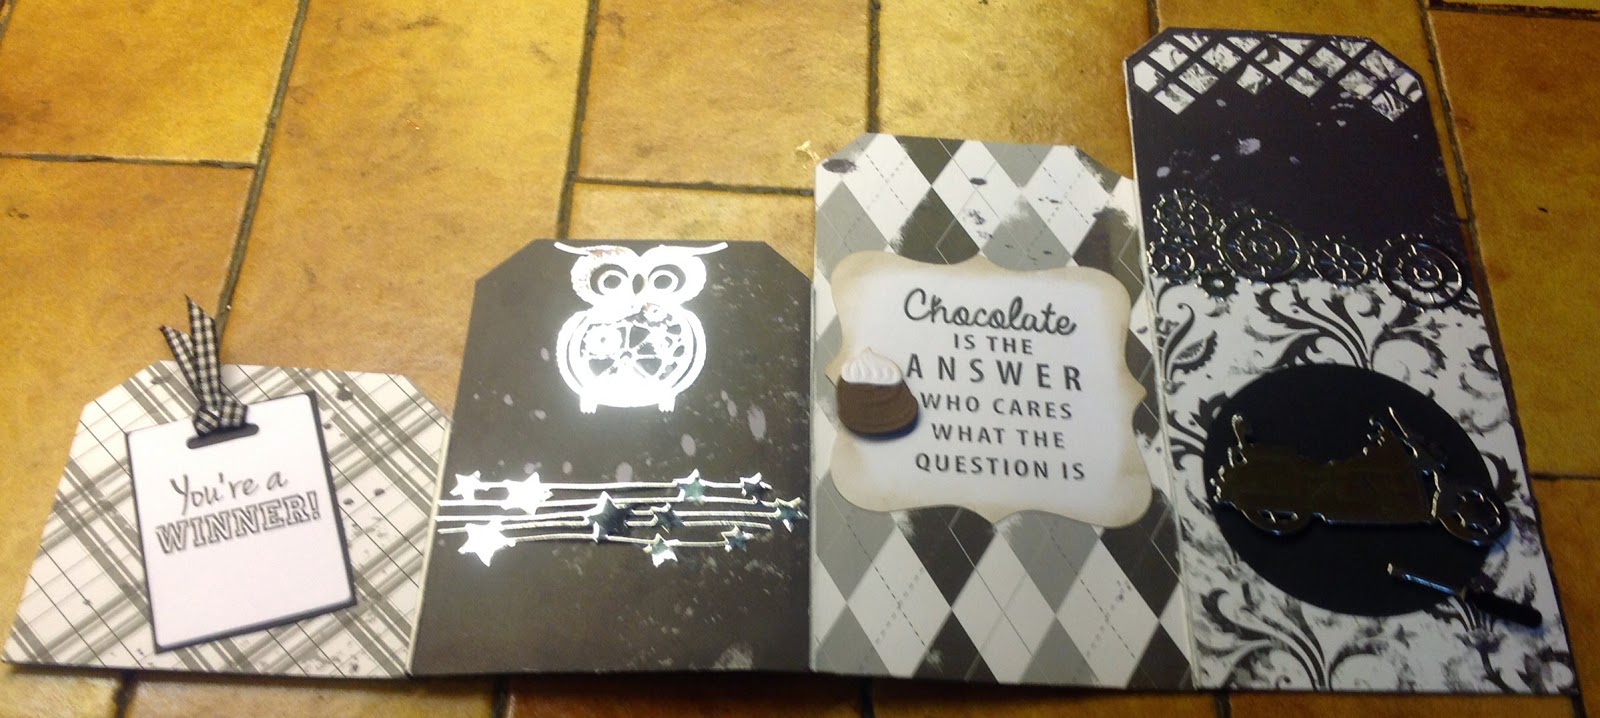 You're a
WINNER!
Chocolate
IS THE
ANSWER
WHO CARES
WHAT THE
QUESTION IS